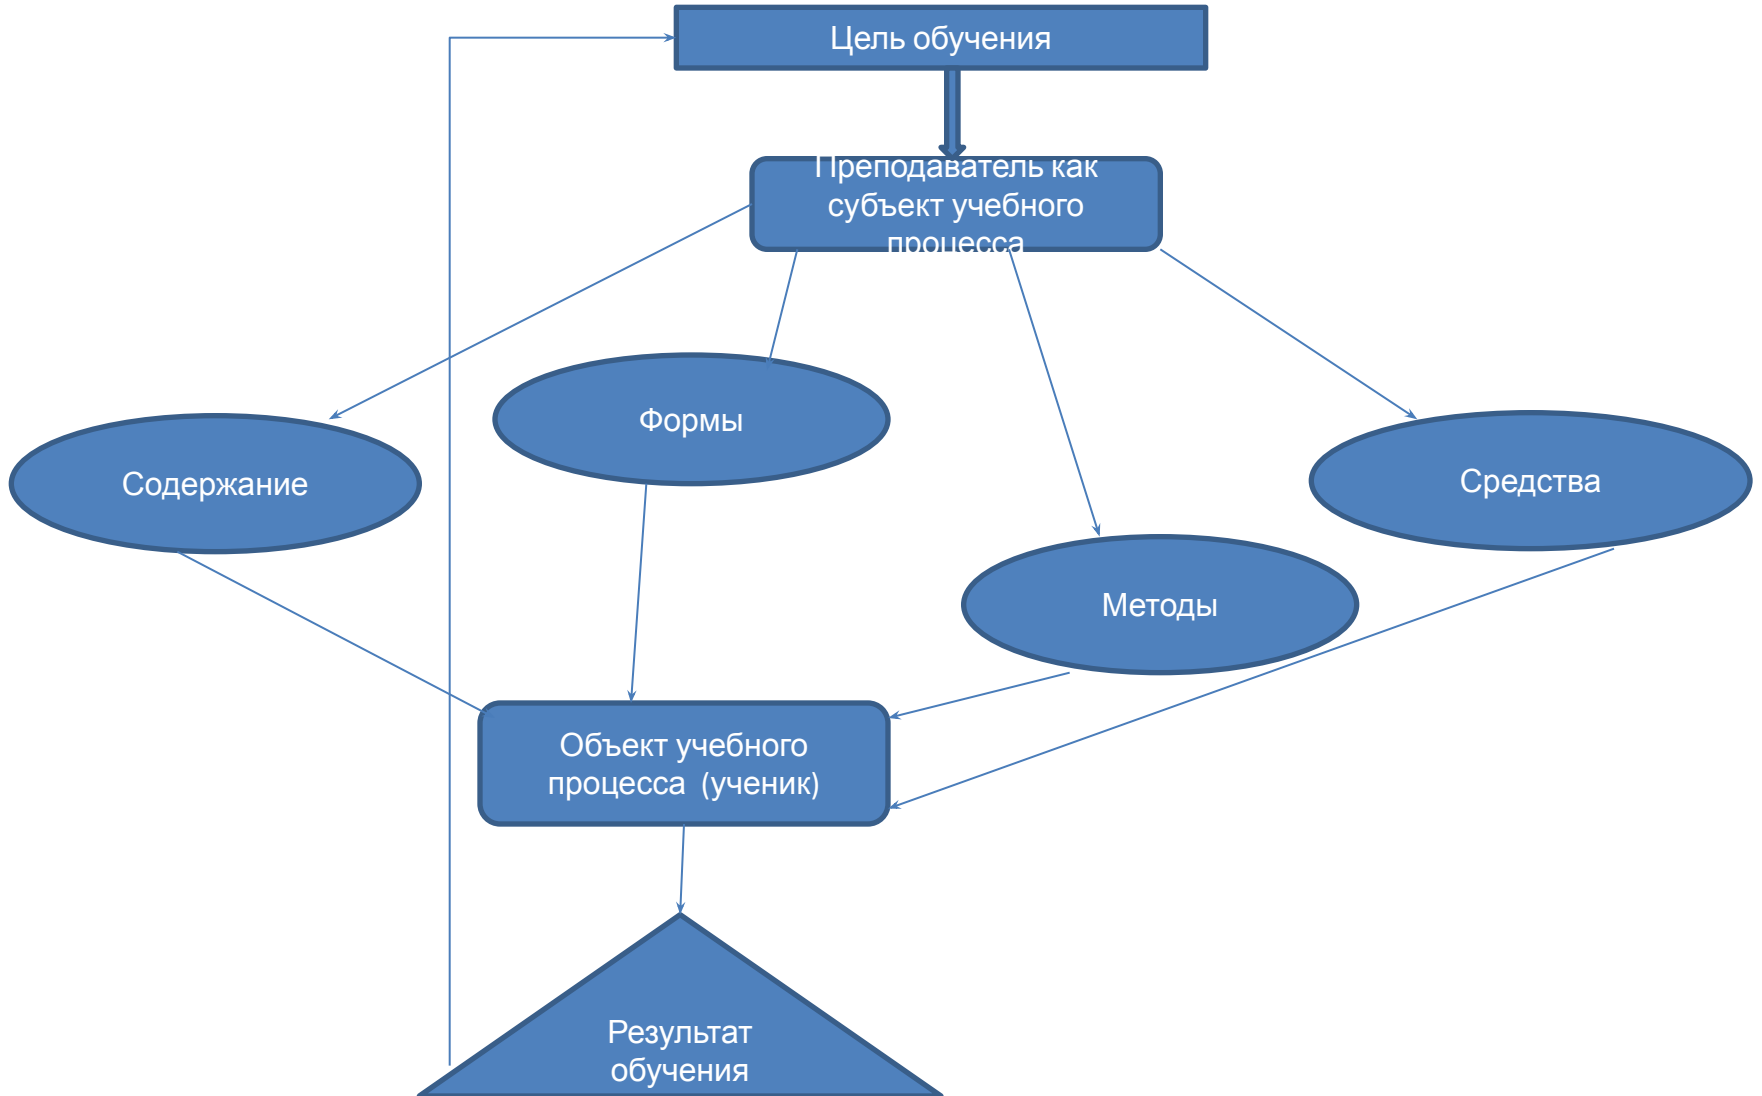 Цель обучения
Преподаватель как
субъект учебного
процесса
Формы
Содержание
Средства
Методы
Объект учебного
процесса (ученик)
Результат
обучения